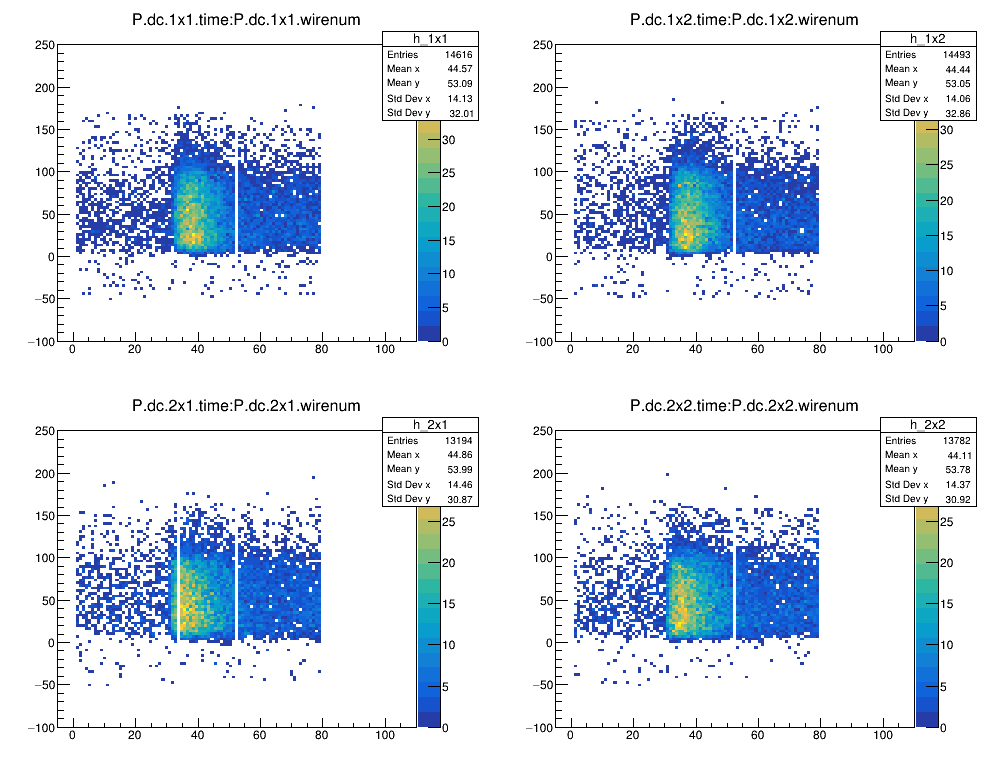 P.dc.1x1.time:P.dc.1x1.wirenum
h_1x1
Entries 14616
Mean x 44.57
Mean y 53.09
Std Dev x 14.13
Std Dev y 32.01
250
200
150
100
50
0
−50
−100
0 20 40 60 80 100
30
25
20
15
10
5
0
P.dc.1x2.time:P.dc.1x2.wirenum
h_1x2
Entries 14493
Mean x 44.44
Mean y 53.05
Std Dev x 14.06
Std Dev y 32.86
250
200
150
100
50
0
−50
−100
0 20 40 60 80 100
30
25
20
15
10
5
0
P.dc.2x1.time:P.dc.2x1.wirenum
h_2x1
Entries 13194
Mean x 44.86
Mean y 53.99
Std Dev x 14.46
Std Dev y 30.87
250
200
150
100
50
0
−50
−100
0 20 40 60 80 100
25
20
15
10
5
0
P.dc.2x2.time:P.dc.2x2.wirenum
h_2x2
Entries 13782
Mean x 44.11
Mean y 53.78
Std Dev x 14.37
Std Dev y 30.92
250
200
150
100
50
0
−50
−100
0 20 40 60 80 100
25
20
15
10
5
0